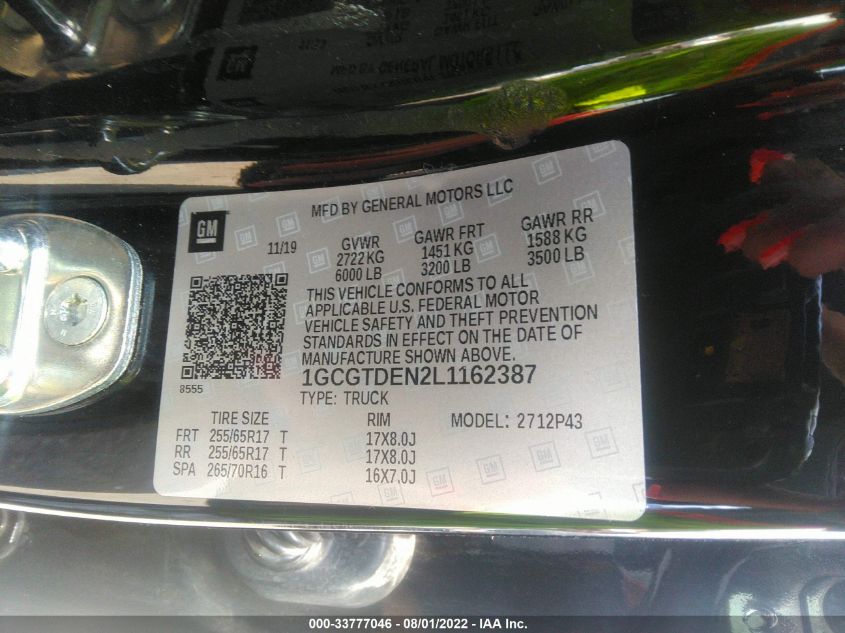 MFD BY GENERAL MOTORS LLC
GM
11/19
GVWR GAWR FRT GAWR RR
2722 KG 1451 KG 1588 KG
6000 LB 3200 LB 3500 LB
THIS VEHICLE CONFORMS TO ALL
APPLICABLE U.S. FEDERAL MOTOR
VEHICLE SAFETY AND THEFT PREVENTION
STANDARDS IN EFFECT ON THE DATE OF
MANUFACTURE SHOWN ABOVE.
8555
1GCGTDEN2L1162387
TYPE: TRUCK
TIRE SIZE RIM MODEL: 2712P43
FRT 255/65R17 T 17X8.0J
RR 255/65R17 T 17X8.0J
SPA 265/70R16 T 16X7.0J
000-33777046 - 08/01/2022 - IAA Inc.